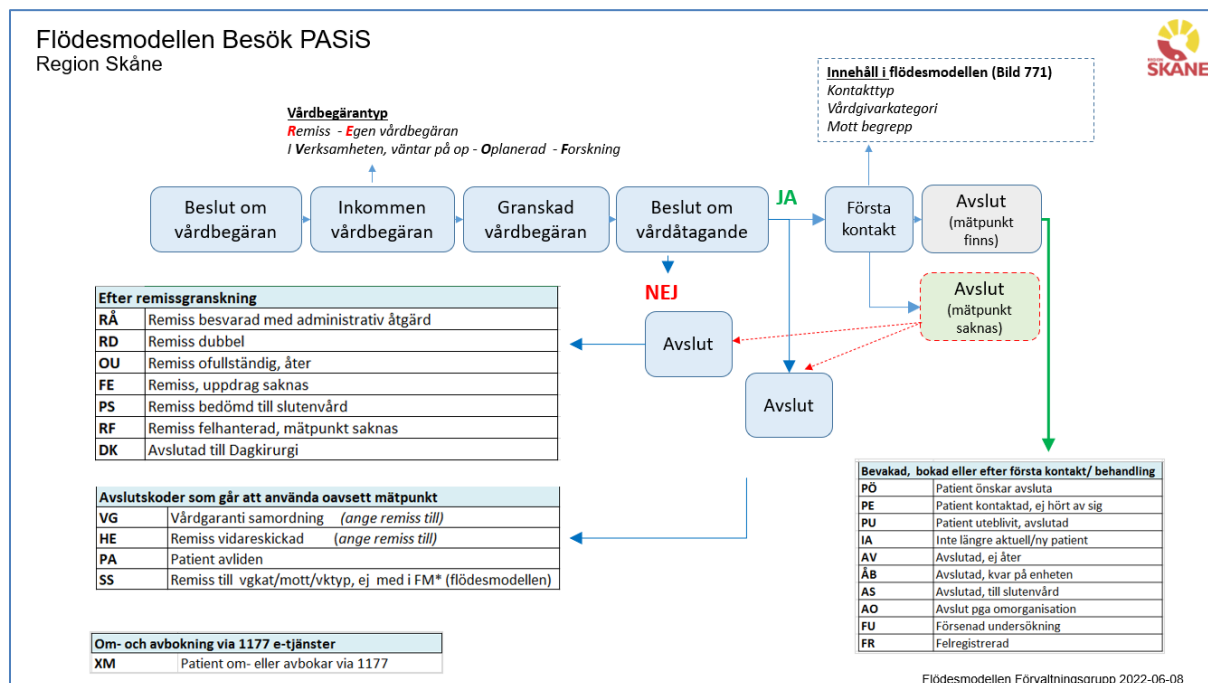 Flödesmodellen Besök PASiS
Region Skåne
REGION
SKÅNE
Innehåll i flödesmodellen (Bild 771)
Kontakttyp
Vårdgivarkategori
Mott begrepp
Vårdbegärantyp
Remiss - Egen vårdbegäran
I Verksamheten, väntar på op - Oplanerad - Forskning
Beslut om
vårdbegäran
Inkommen
vårdbegäran
Granskad
vårdbegäran
Beslut om
vårdåtagande
JA
Första
kontakt
Avslut
(mätpunkt
finns)
NEJ
Avslut
(mätpunkt
saknas)
Avslut
Avslut
Efter remissgranskning
RÅ Remiss besvarad med administrativ åtgärd
RD Remiss dubbel
OU Remiss ofullständig, åter
FE Remiss, uppdrag saknas
PS Remiss bedömd till slutenvård
RF Remiss felhanterad, mätpunkt saknas
DK Avslutad till Dagkirurgi
Avslutskoder som går att använda oavsett mätpunkt
VG Vårdgaranti samordning (ange remiss till)
HE Remiss vidareskickad (ange remiss till)
PA Patient avliden
SS Remiss till vgkat/mott/vktyp, ej med i FM* (flödesmodellen)
Om- och avbokning via 1177 e-tjänster
XM Patient om- eller avbokar via 1177
Bevakad, bokad eller efter första kontakt/ behandling
PÖ Patient önskar avsluta
PE Patient kontaktad, ej hört av sig
PU Patient uteblivit, avslutad
IA Inte längre aktuell/ny patient
AV Avslutad, ej åter
ÅB Avslutad, kvar på enheten
AS Avslutad, till slutenvård
AO Avslut pga omorganisation
FU Försenad undersökning
FR Felregistrerad
Flödesmodellen Förvaltningsgrupp 2022-06-08